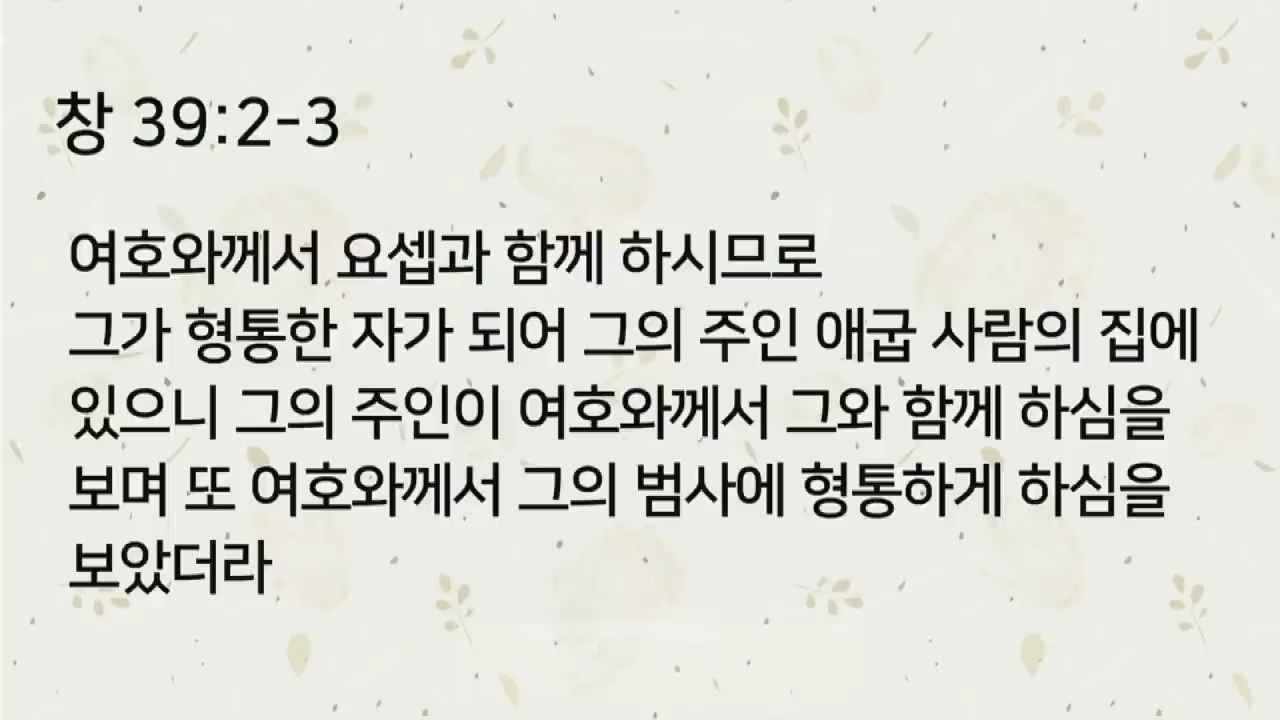 창 39:2-3
여호와께서 요셉과 함께 하시므로
그가 형통한 자가 되어 그의 주인 애굽 사람의 집에
있으니 그의 주인이 여호와께서 그와 함께 하심을
보며 또 여호와께서 그의 범사에 형통하게 하심을
보았더라